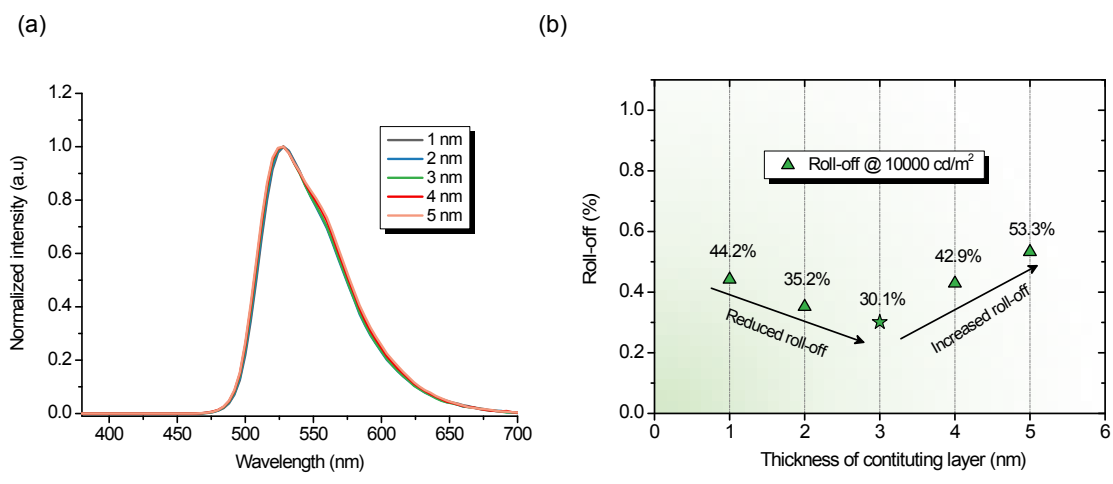 (a)
(b)
Normalized intensity (a.u)
1.2
1.0
0.8
0.6
0.4
0.2
0.0
400
450
500
550
600
650
700
Wavelength (nm)
1 nm
2 nm
3 nm
4 nm
5 nm
Roll-off (%)
1.0
0.8
0.6
0.4
0.2
0.0
0
1
2
3
4
5
6
Thickness of contituting layer (nm)
Roll-off @ 10000 cd/m²
44.2%
35.2%
30.1%
42.9%
53.3%
Reduced roll-off
Increased roll-off